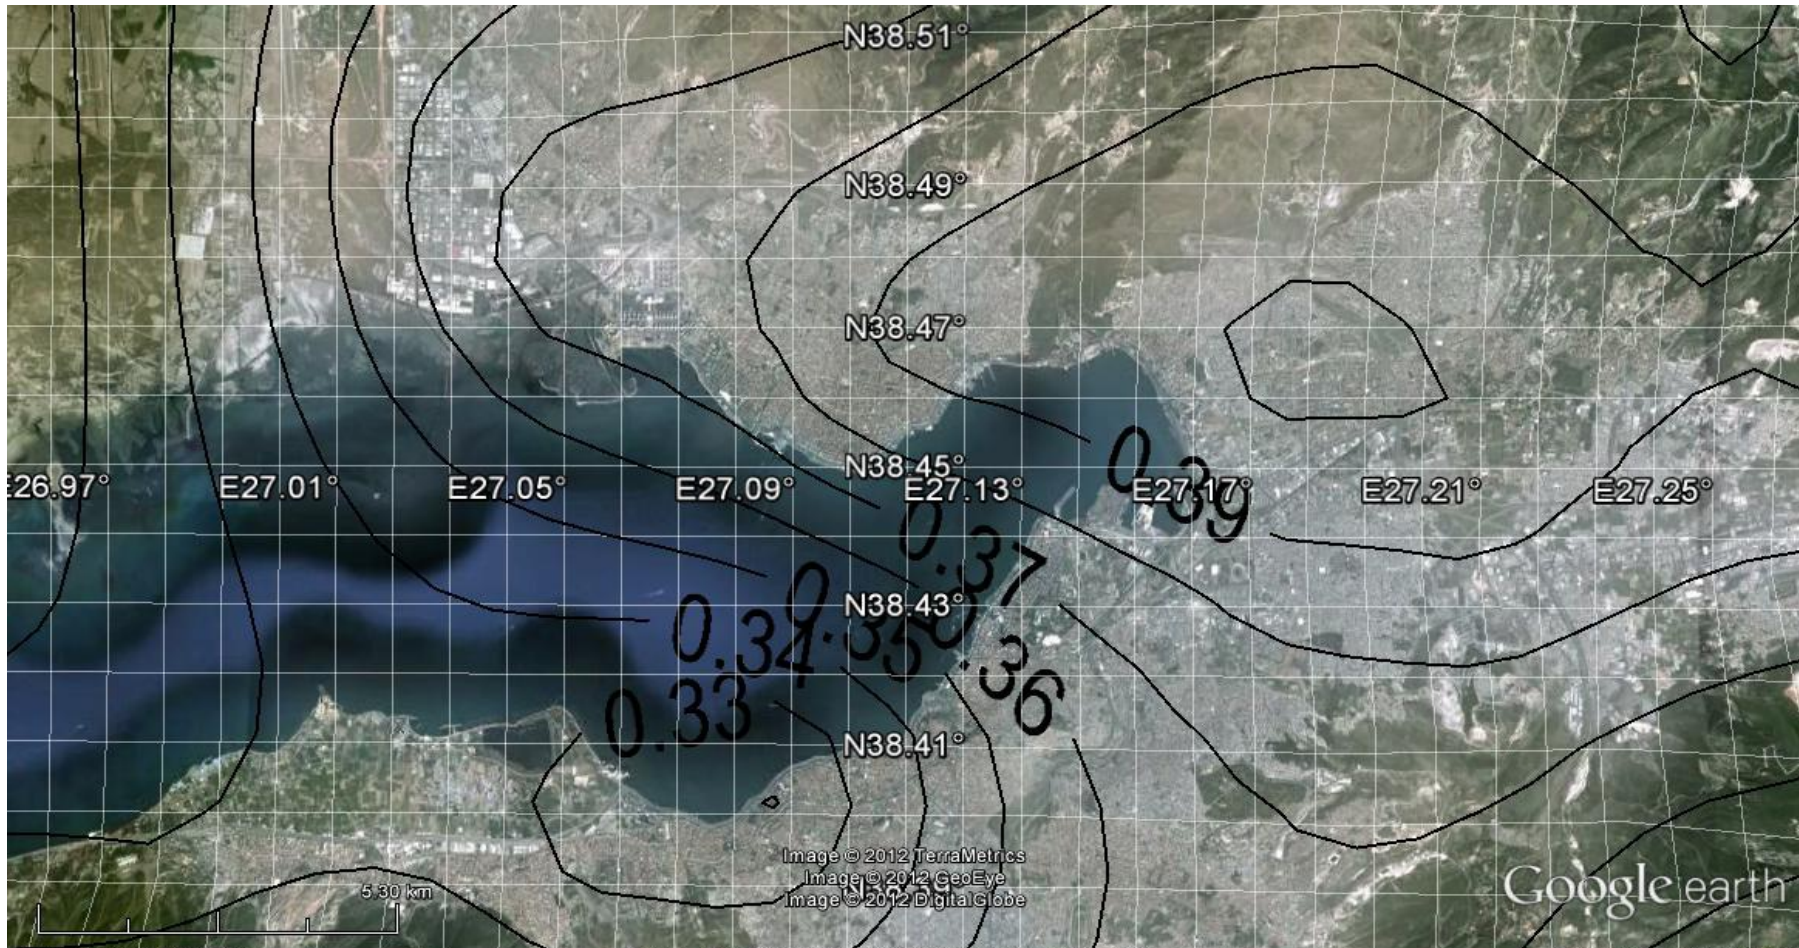 N38.51°
N38.49°
N38.47°
N38.45°
E26.97°
E27.01°
E27.05°
E27.09°
E27.13°
E27.17°
E27.21°
E27.25°
0.39
0.37
N38.43°
0.34
0.35
0.36
0.33
N38.41°
Image © 2012 TerraMetrics
Image © 2012 GeoEye
N38.39°
Image © 2012 DigitalGlobe
5.30 km
Google earth